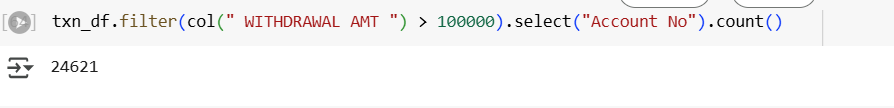 txn_df.filter(col(" WITHDRAWAL AMT ") > 100000).select("Account No").count()
24621